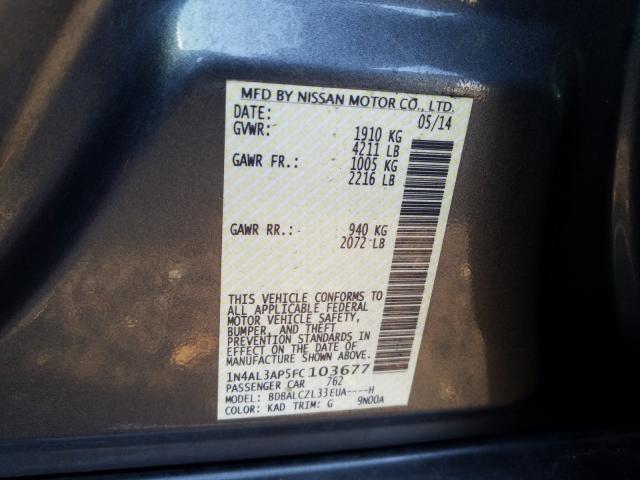 MFD BY NISSAN MOTOR CO., LTD.
DATE: 05/14
GVWR: 1910 KG
4211 LB
GAWR FR.: 1005 KG
2216 LB
GAWR RR.: 940 KG
2072 LB
THIS VEHICLE CONFORMS TO
ALL APPLICABLE FEDERAL
MOTOR VEHICLE SAFETY,
BUMPER, AND THEFT
PREVENTION STANDARDS IN
EFFECT ON THE DATE OF
MANUFACTURE SHOWN ABOVE.
1N4AL3AP5FC103677
PASSENGER CAR 762
MODEL: BDBALCZL33EUA----H
COLOR: KAD TRIM: G 9N00A